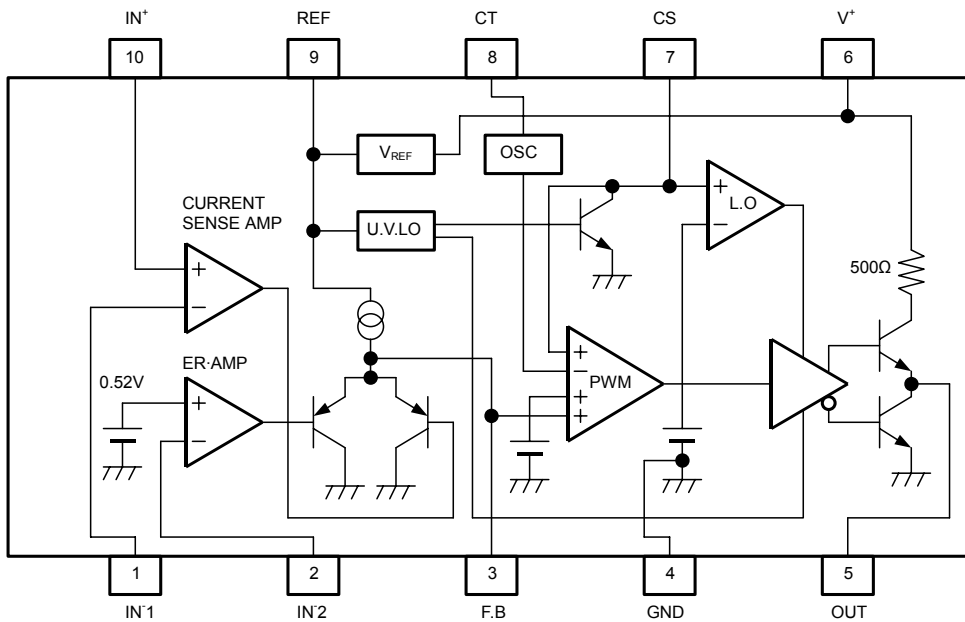 IN⁺ REF CT CS V⁺
10 9 8 7 6
V_REF OSC
CURRENT
SENSE AMP
U.V.LO
+ L.O
−
500Ω
+
−
ER·AMP
0.52V
+
−
+
− PWM
+
+
1 2 3 4 5
IN⁻1 IN⁻2 F.B GND OUT